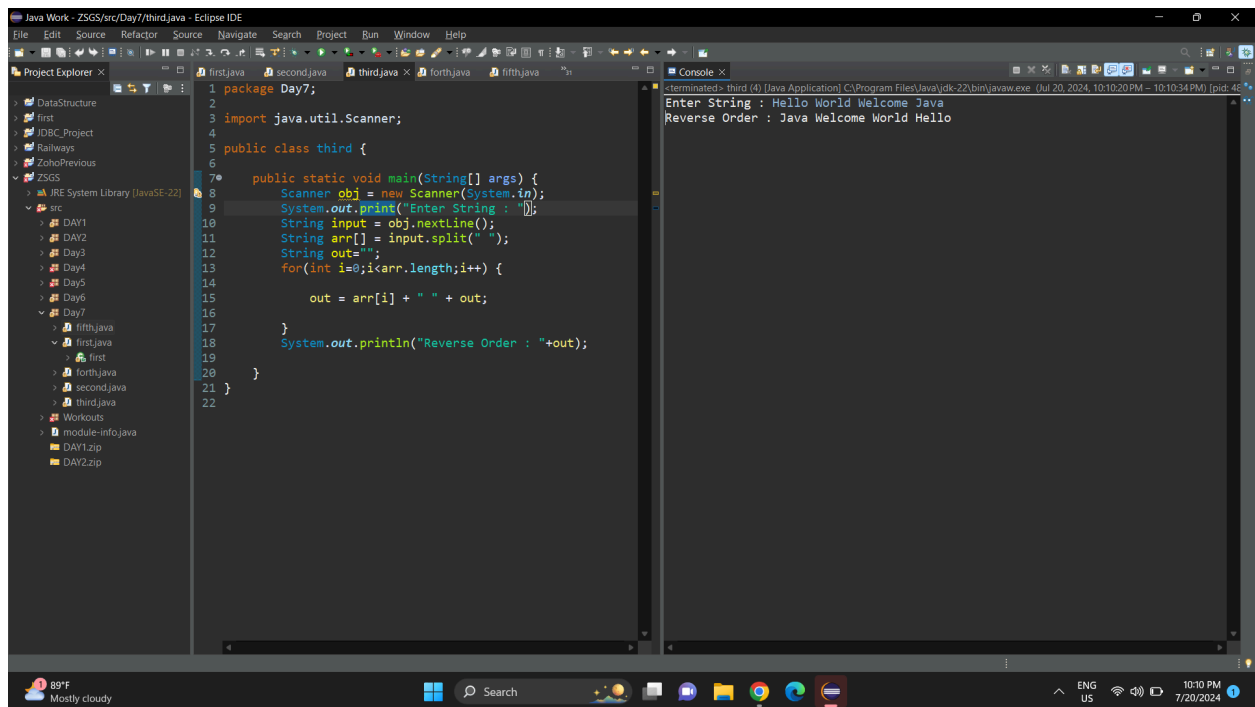 Java Work - ZSGS/src/Day7/third.java - Eclipse IDE
File Edit Source Refactor Source Navigate Search Project Run Window Help
Project Explorer
first.java second.java third.java forth.java fifth.java
Console
DataStructure
first
JDBC_Project
Railways
ZohoPrevious
ZSGS
JRE System Library [JavaSE-22]
src
DAY1
DAY2
Day3
Day4
Day5
Day6
Day7
fifth.java
first.java
first
forth.java
second.java
third.java
Workouts
module-info.java
DAY1.zip
DAY2.zip
1 package Day7;
2
3 import java.util.Scanner;
4
5 public class third {
6
7 public static void main(String[] args) {
8 Scanner obj = new Scanner(System.in);
9 System.out.print("Enter String : ");
10 String input = obj.nextLine();
11 String arr[] = input.split(" ");
12 String out="";
13 for(int i=0;i<arr.length;i++) {
14
15 out = arr[i] + " " + out;
16
17 }
18 System.out.println("Reverse Order : "+out);
19
20 }
21 }
22
<terminated> third (4) [Java Application] C:\Program Files\Java\jdk-22\bin\javaw.exe (Jul 20, 2024, 10:10:20 PM – 10:10:34 PM) [pid: 48
Enter String : Hello World Welcome Java
Reverse Order : Java Welcome World Hello
1
89°F
Mostly cloudy
Search
ENG
US
10:10 PM
7/20/2024
1